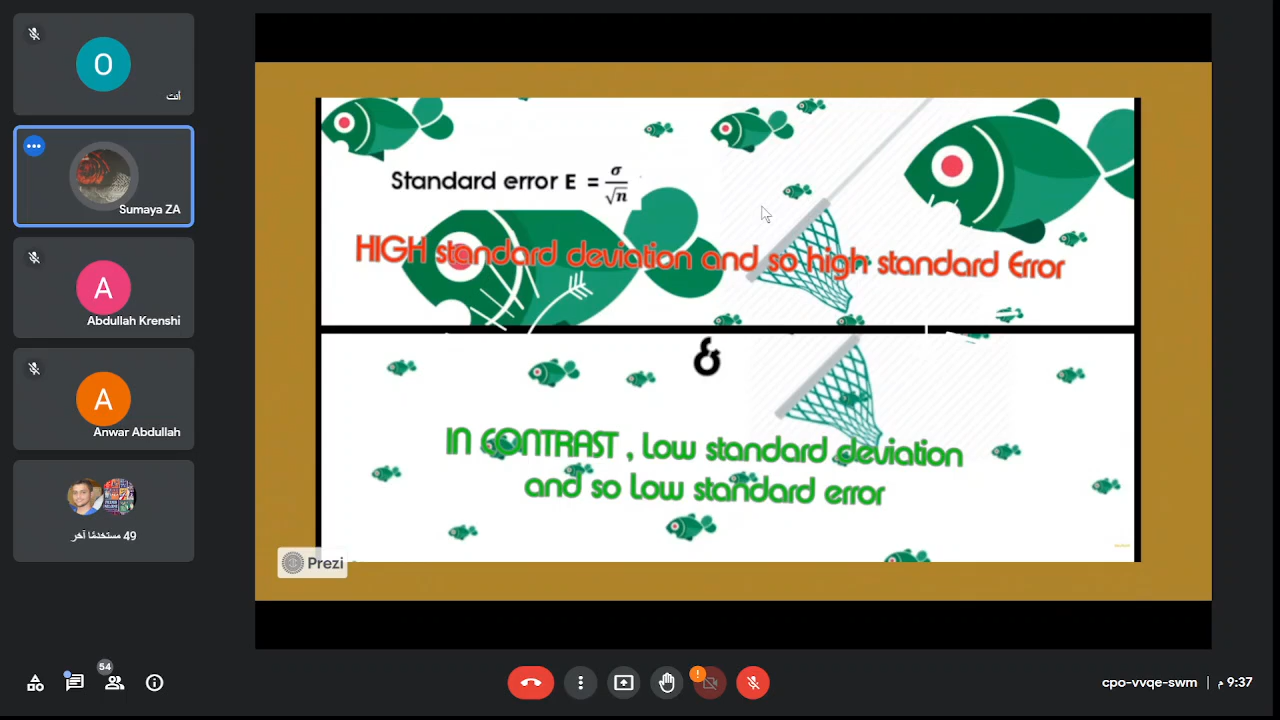 O
أنت
Sumaya ZA
A
Abdullah Krenshi
A
Anwar Abdullah
49 مستخدمًا آخر
Standard error E = σ/√n
HIGH standard deviation and so high standard Error
&
IN CONTRAST , Low standard deviation
and so Low standard error
Prezi
54
cpo-vvqe-swm | 9:37 م